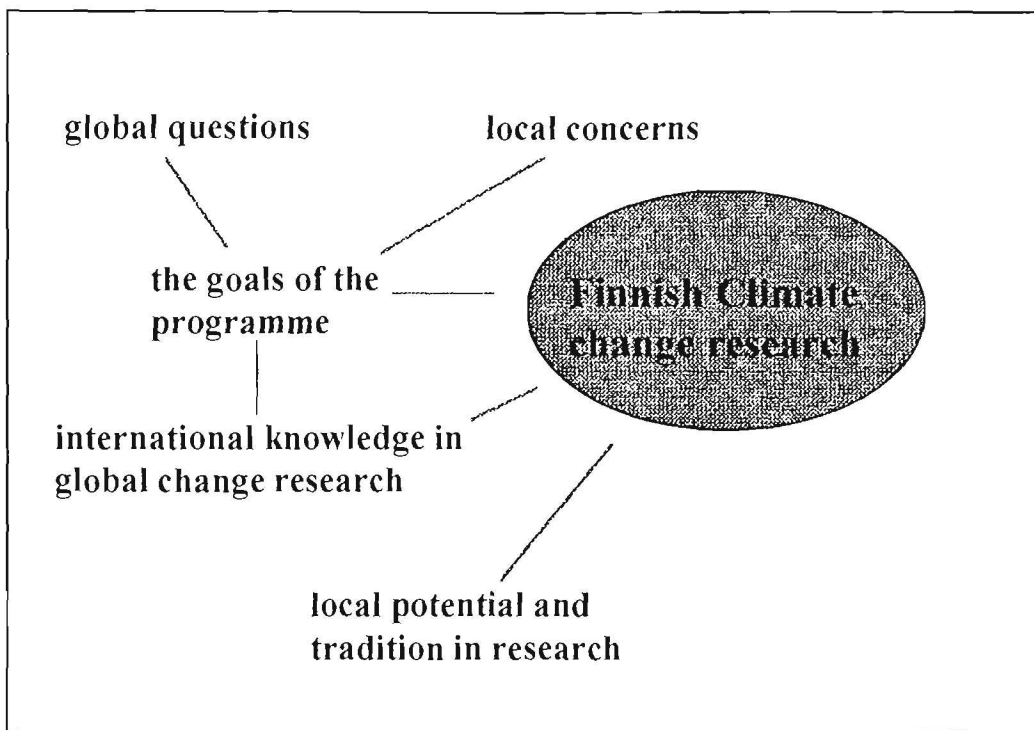 global questions
local concerns
the goals of the
programme
Finnish Climate
change research
international knowledge in
global change research
local potential and
tradition in research